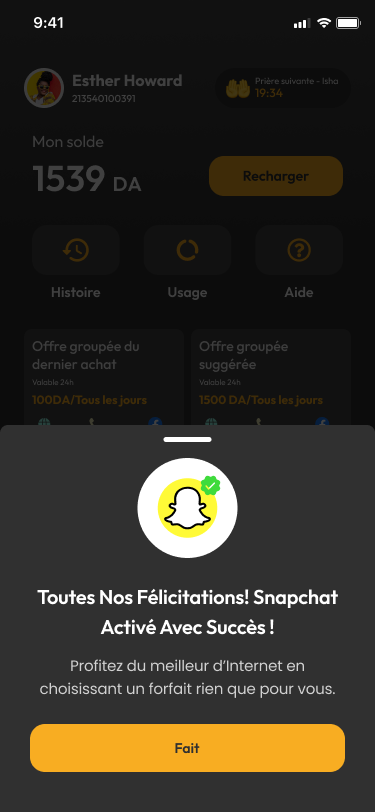 9:41
Esther Howard
213540100391
Prière suivante - Isha
19:34
Mon solde
1539 DA
Recharger
Histoire
Usage
Aide
Offre groupée du
dernier achat
Valable 24h
100DA/Tous les jours
Offre groupée
suggérée
Valable 24h
1500 DA/Tous les jours
Toutes Nos Félicitations! Snapchat
Activé Avec Succès !
Profitez du meilleur d’Internet en
choisissant un forfait rien que pour vous.
Fait